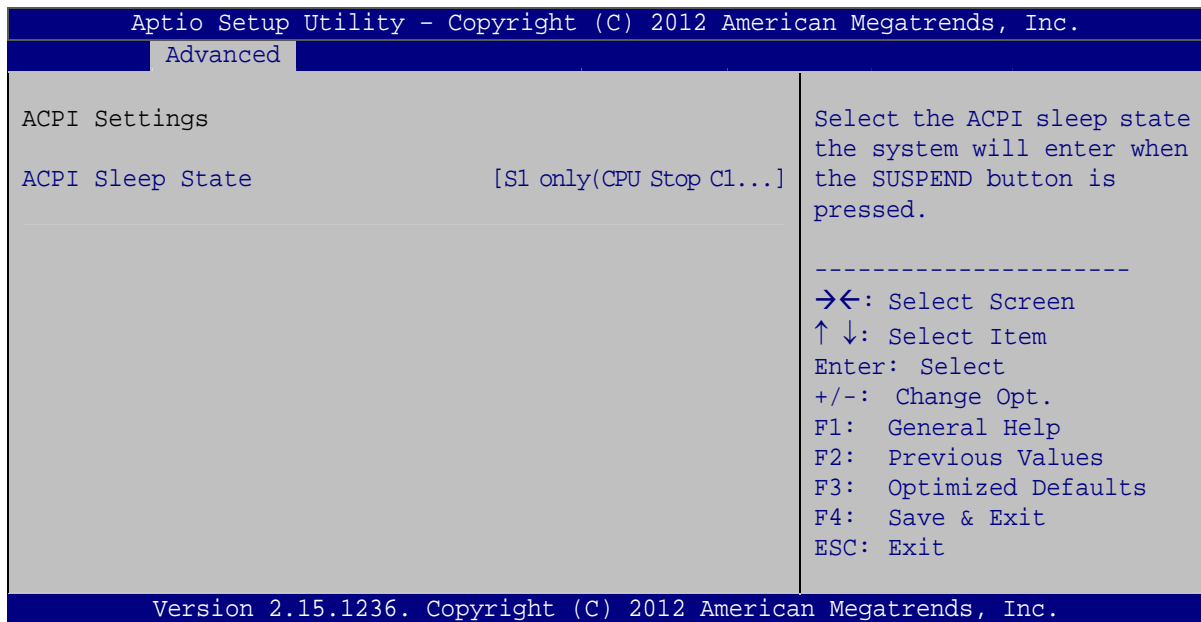 Aptio Setup Utility – Copyright (C) 2012 American Megatrends, Inc.
Advanced
ACPI Settings
ACPI Sleep State [S1 only(CPU Stop C1...]
Select the ACPI sleep state
the system will enter when
the SUSPEND button is
pressed.
----------------------
→←: Select Screen
↑ ↓: Select Item
Enter: Select
+/-: Change Opt.
F1: General Help
F2: Previous Values
F3: Optimized Defaults
F4: Save & Exit
ESC: Exit
Version 2.15.1236. Copyright (C) 2012 American Megatrends, Inc.